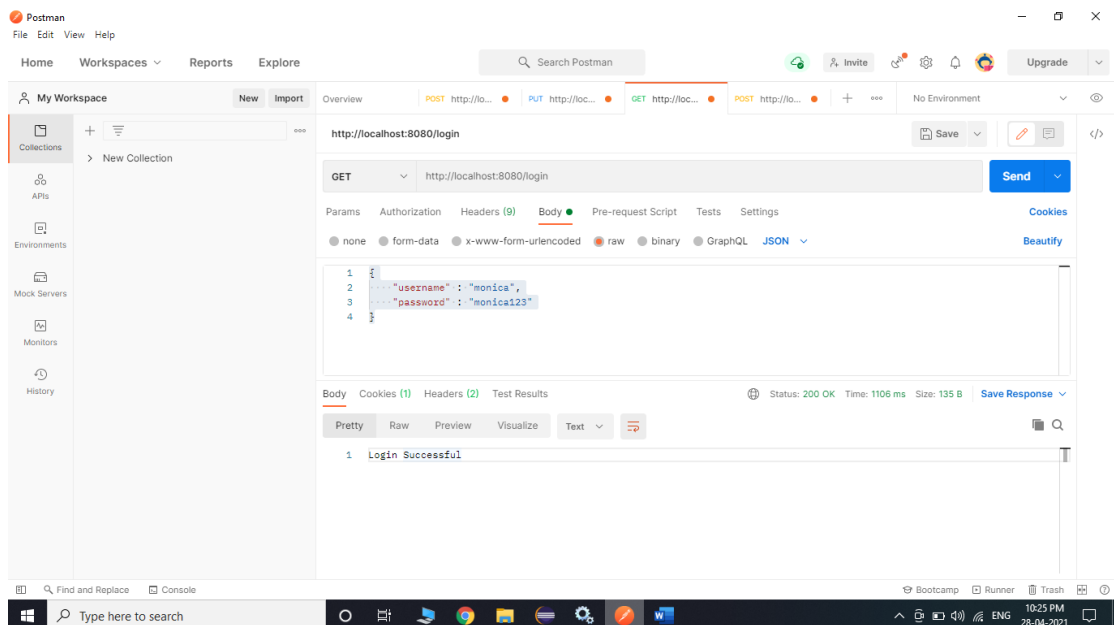 Postman
File Edit View Help
Home Workspaces Reports Explore Search Postman Invite Upgrade
My Workspace New Import Overview POST http://lo... PUT http://loc... GET http://loc... POST http://lo... No Environment
Collections
APIs
Environments
Mock Servers
Monitors
History
New Collection
http://localhost:8080/login Save
GET http://localhost:8080/login Send
Params Authorization Headers (9) Body Pre-request Script Tests Settings Cookies
none form-data x-www-form-urlencoded raw binary GraphQL JSON Beautify
1 {
2 "username" : "monica",
3 "password" : "monica123"
4 }
Body Cookies (1) Headers (2) Test Results Status: 200 OK Time: 1106 ms Size: 135 B Save Response
Pretty Raw Preview Visualize Text
1 Login Successful
Find and Replace Console Bootcamp Runner Trash
Type here to search ENG 10:25 PM
28-04-2021